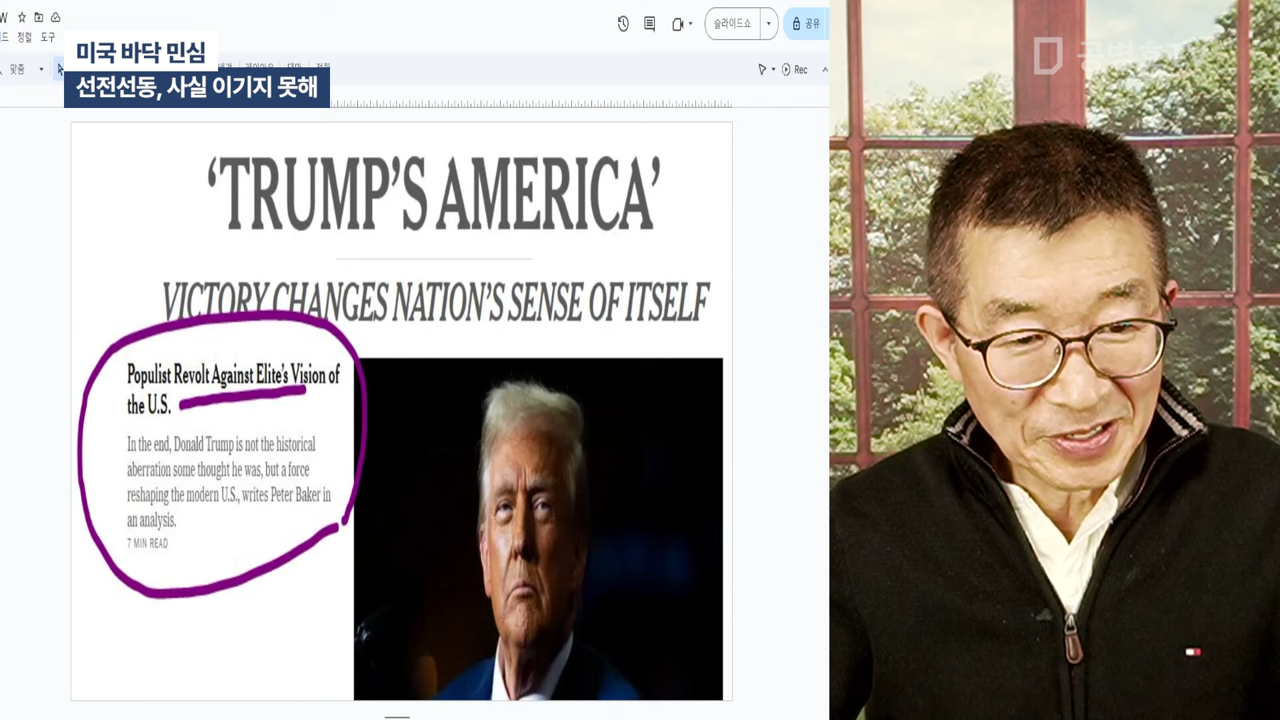 슬라이드쇼
공유
정렬 도구
맞춤
Rec
미국 바닥 민심
선전선동, 사실 이기지 못해
‘TRUMP’S AMERICA’
VICTORY CHANGES NATION’S SENSE OF ITSELF
Populist Revolt Against Elite’s Vision of
the U.S.
In the end, Donald Trump is not the historical
aberration some thought he was, but a force
reshaping the modern U.S., writes Peter Baker in
an analysis.
7 MIN READ